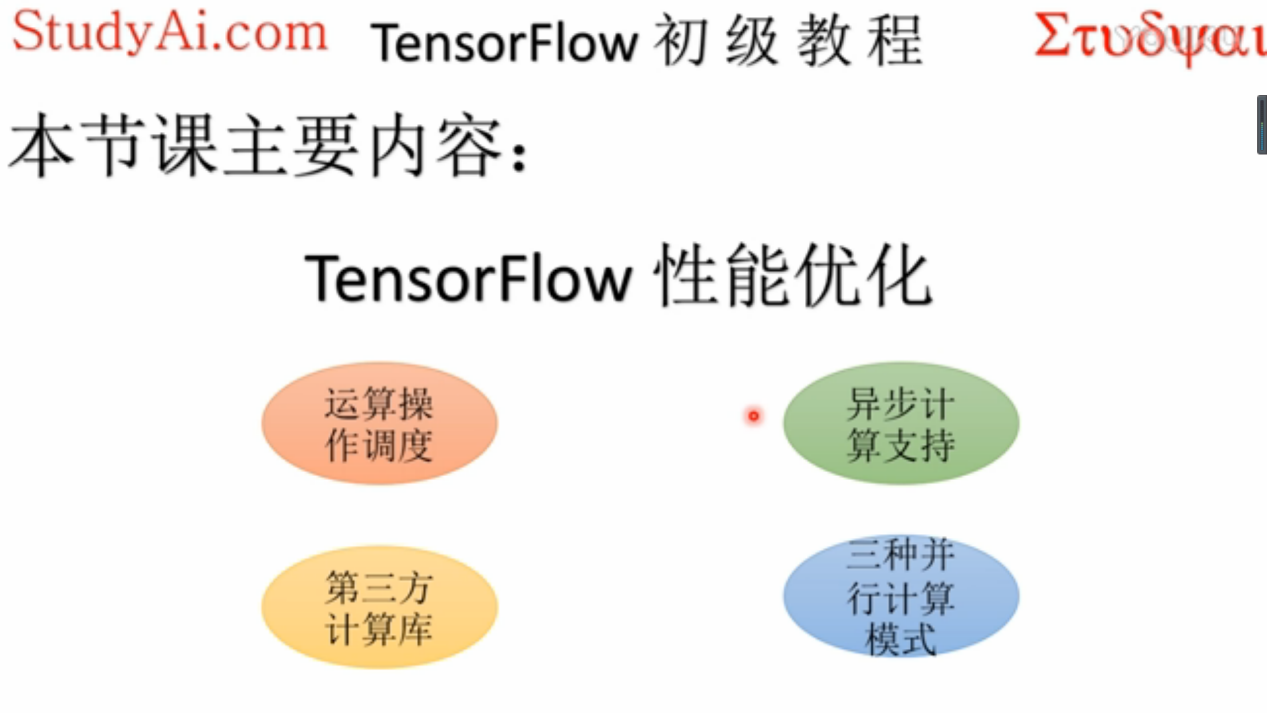 StudyAi.com
TensorFlow 初级教程
Στυδψαι
本节课主要内容：
TensorFlow 性能优化
运算操
作调度
异步计
算支持
第三方
计算库
三种并
行计算
模式